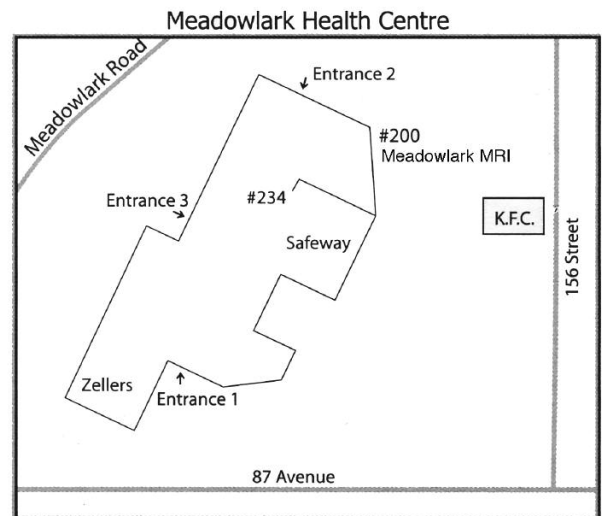 Meadowlark Health Centre
Meadowlark Road
Entrance 2
#200
Meadowlark MRI
Entrance 3
#234
K.F.C.
Safeway
156 Street
Zellers
Entrance 1
87 Avenue